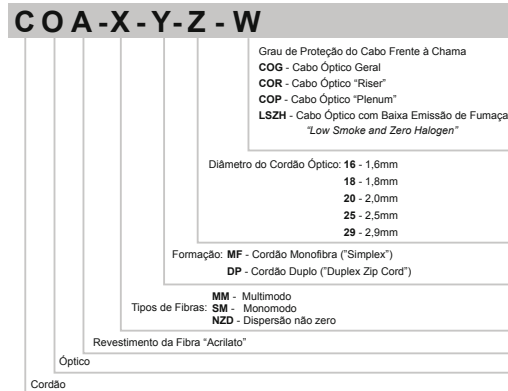 COA-X-Y-Z-W
Grau de Proteção do Cabo Frente à Chama
COG - Cabo Óptico Geral
COR - Cabo Óptico “Riser”
COP - Cabo Óptico “Plenum”
LSZH - Cabo Óptico com Baixa Emissão de Fumaça
"Low Smoke and Zero Halogen"
Diâmetro do Cordão Óptico: 16 - 1,6mm
18 - 1,8mm
20 - 2,0mm
25 - 2,5mm
29 - 2,9mm
Formação: MF - Cordão Monofibra ("Simplex")
DP - Cordão Duplo ("Duplex Zip Cord")
MM - Multimodo
Tipos de Fibras: SM - Monomodo
NZD - Dispersão não zero
Revestimento da Fibra “Acrilato”
Óptico
Cordão